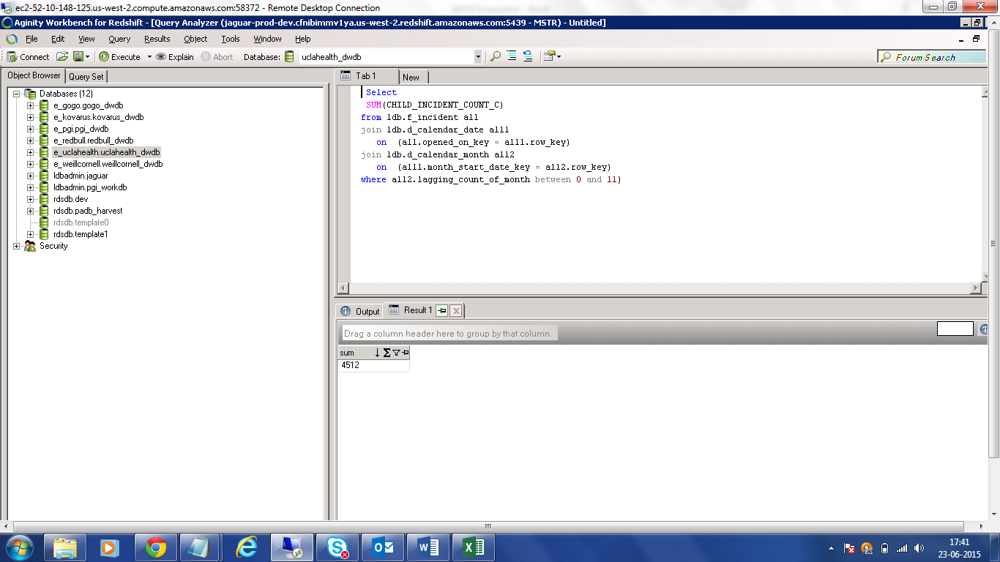 ec2-52-10-148-125.us-west-2.compute.amazonaws.com:58372 - Remote Desktop Connection
Aginity Workbench for Redshift - [Query Analyzer (jaguar-prod-dev.cfnibimmv1ya.us-west-2.redshift.amazonaws.com:5439 - MSTR) - Untitled]
File Edit View Query Results Object Tools Window Help
Connect Execute Explain Abort Database: uclahealth_dwdb Forum Search
Object Browser Query Set
Databases (12)
e_gogo.gogo_dwdb
e_kovarus.kovarus_dwdb
e_pgi.pgi_dwdb
e_redbull.redbull_dwdb
e_uclahealth.uclahealth_dwdb
e_weillcornell.weillcornell_dwdb
ldbadmin.jaguar
ldbadmin.pgi_workdb
rdsdb.dev
rdsdb.padb_harvest
rdsdb.template0
rdsdb.template1
Security
Tab 1 New
Select
SUM(CHILD_INCIDENT_COUNT_C)
from ldb.f_incident a11
join ldb.d_calendar_date a111
on (a11.opened_on_key = a111.row_key)
join ldb.d_calendar_month a112
on (a111.month_start_date_key = a112.row_key)
where a112.lagging_count_of_month between 0 and 11)
Output Result 1
Drag a column header here to group by that column.
sum
4512
17:41
23-06-2015